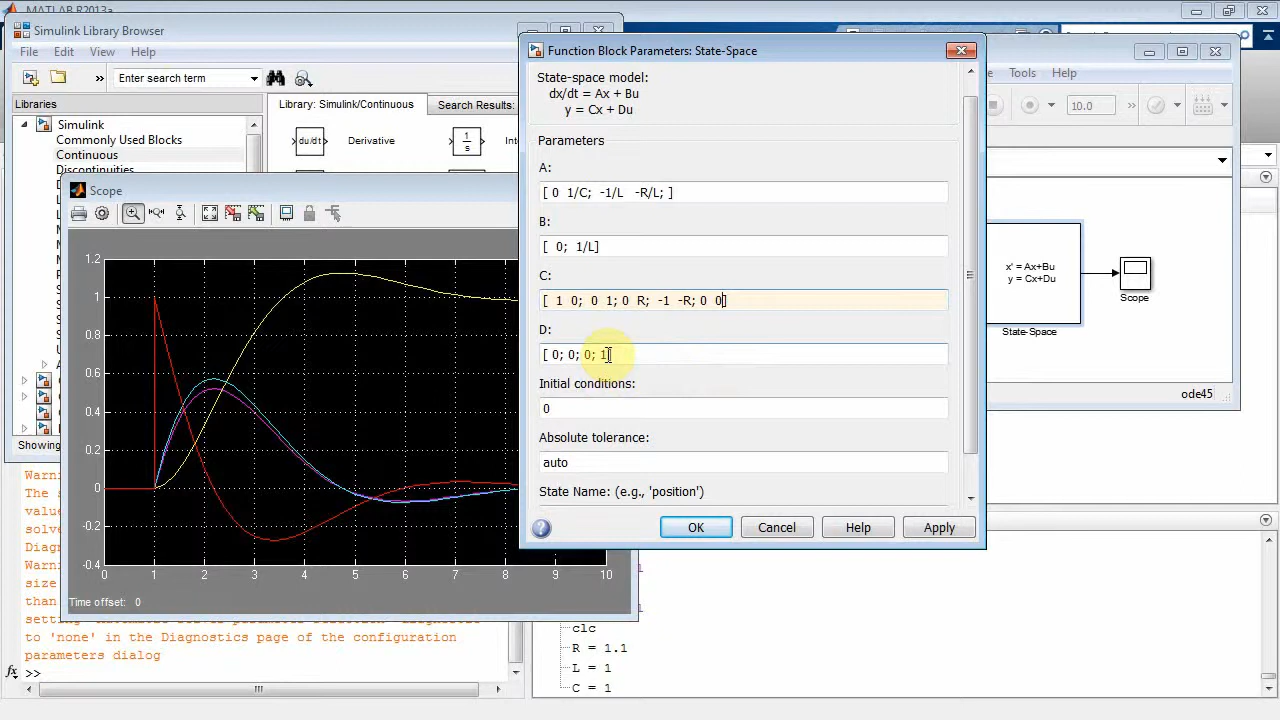 MATLAB R2013a
Simulink Library Browser
File Edit View Help
» Enter search term
Libraries
Library: Simulink/Continuous
Search Results:
Simulink
Commonly Used Blocks
Continuous
Discontinuities
du/dt
Derivative
1
s
Scope
1.2
1
0.8
0.6
0.4
0.2
0
-0.2
-0.4
0 1 2 3 4 5 6 7 8 9 10
Time offset: 0
Showing
Function Block Parameters: State-Space
State-space model:
dx/dt = Ax + Bu
y = Cx + Du
Parameters
A:
[ 0 1/C; -1/L -R/L; ]
B:
[ 0; 1/L]
C:
[ 1 0; 0 1; 0 R; -1 -R; 0 0]
D:
[ 0; 0; 0; 1]
Initial conditions:
0
Absolute tolerance:
auto
State Name: (e.g., 'position')
OK
Cancel
Help
Apply
Tools Help
10.0
»
x' = Ax+Bu
y = Cx+Du
State-Space
Scope
ode45
The s
value
solve
Diagn
Warni
size
than
to 'none' in the Diagnostics page of the configuration
parameters dialog
fx >>
clc
R = 1.1
L = 1
C = 1